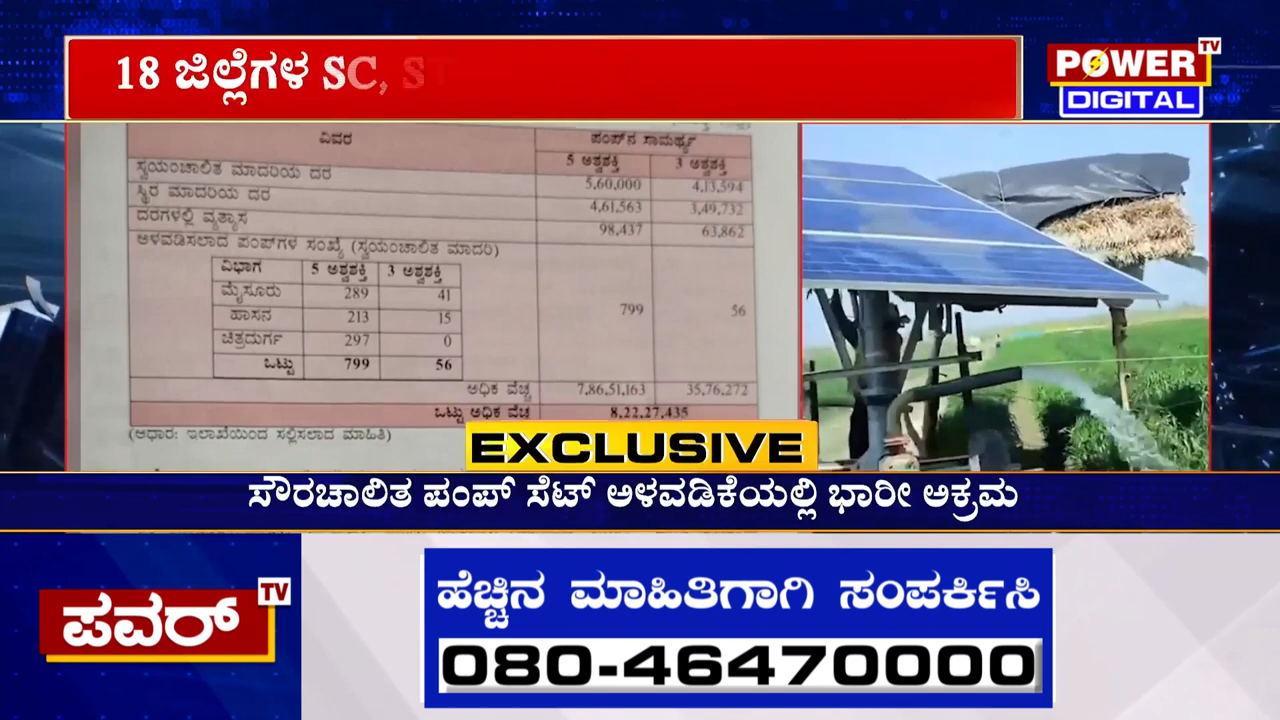 18 ಜಿಲ್ಲೆಗಳ SC, S
POWER TV
DIGITAL
ವಿವರ ಪಂಪ್‌ನ ಸಾಮರ್ಥ್ಯ
5 ಅಶ್ವಶಕ್ತಿ 3 ಅಶ್ವಶಕ್ತಿ
ಸ್ವಯಂಚಾಲಿತ ಮಾದರಿಯ ದರ 5,60,000 4,13,594
ಸ್ಥಿರ ಮಾದರಿಯ ದರ 4,61,563 3,49,732
ದರಗಳಲ್ಲಿ ವ್ಯತ್ಯಾಸ 98,437 63,862
ಅಳವಡಿಸಲಾದ ಪಂಪ್‌ಗಳ ಸಂಖ್ಯೆ (ಸ್ವಯಂಚಾಲಿತ ಮಾದರಿ)
ವಿಭಾಗ 5 ಅಶ್ವಶಕ್ತಿ 3 ಅಶ್ವಶಕ್ತಿ
ಮೈಸೂರು 289 41
ಹಾಸನ 213 15
ಚಿತ್ರದುರ್ಗ 297 0
ಒಟ್ಟು 799 56
799 56
ಅಧಿಕ ವೆಚ್ಚ 7,86,51,163 35,76,272
ಒಟ್ಟು ಅಧಿಕ ವೆಚ್ಚ 8,22,27,435
(ಆಧಾರ: ಇಲಾಖೆಯಿಂದ ಸಲ್ಲಿಸಲಾದ ಮಾಹಿತಿ)
EXCLUSIVE
ಸೌರಚಾಲಿತ ಪಂಪ್ ಸೆಟ್ ಅಳವಡಿಕೆಯಲ್ಲಿ ಭಾರೀ ಅಕ್ರಮ
ಪವರ್ TV
ಹೆಚ್ಚಿನ ಮಾಹಿತಿಗಾಗಿ ಸಂಪರ್ಕಿಸಿ
080-46470000